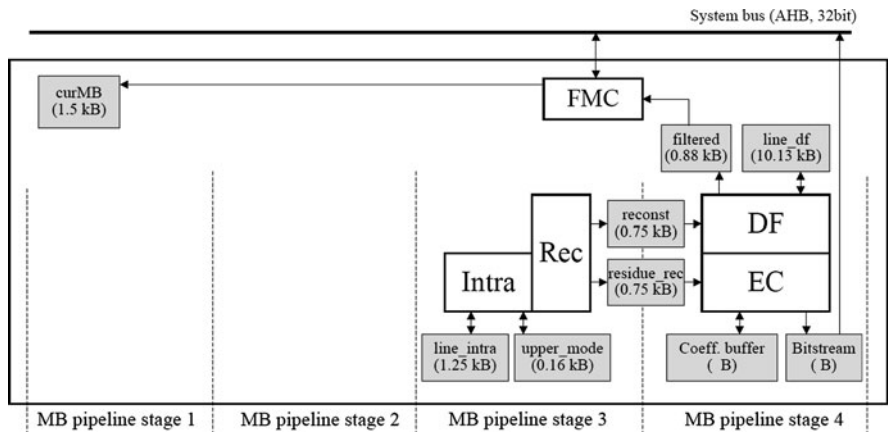 System bus (AHB, 32bit)
curMB
(1.5 kB)
FMC
filtered
(0.88 kB)
line_df
(10.13 kB)
reconst
(0.75 kB)
DF
Rec
Intra
residue_rec
(0.75 kB)
EC
line_intra
(1.25 kB)
upper_mode
(0.16 kB)
Coeff. buffer
( B)
Bitstream
( B)
MB pipeline stage 1
MB pipeline stage 2
MB pipeline stage 3
MB pipeline stage 4